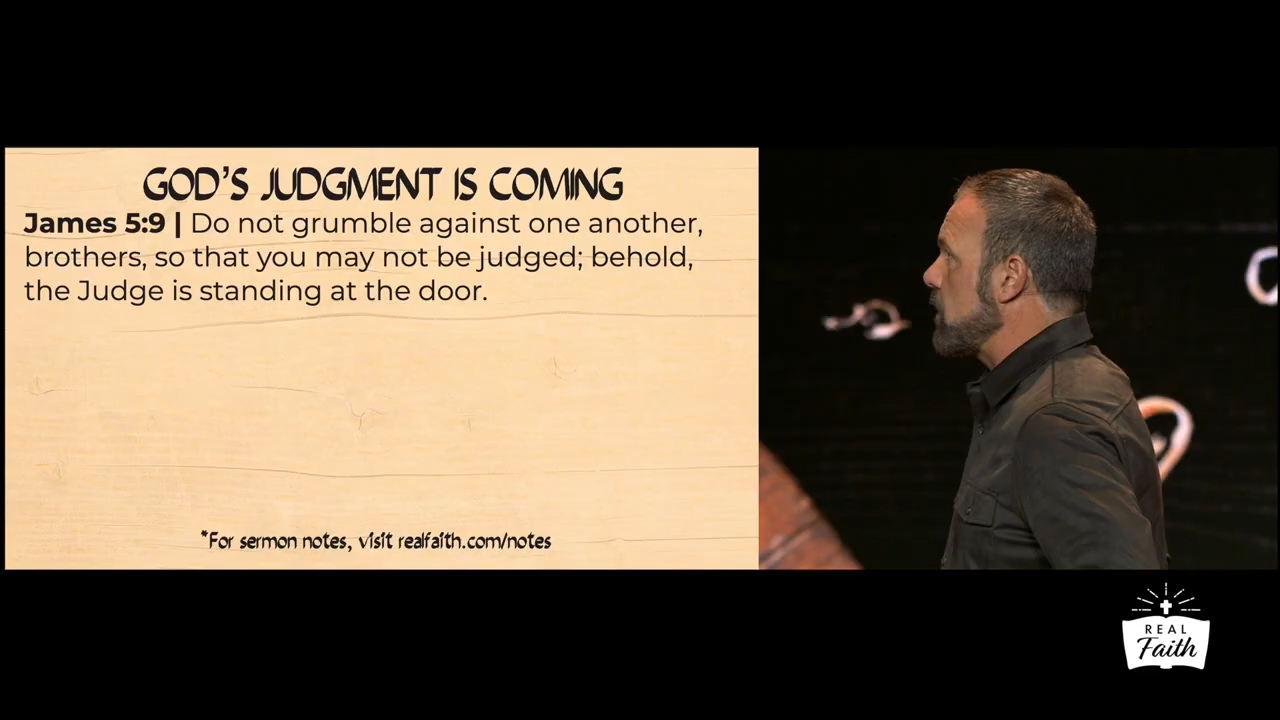 GOD'S JUDGMENT IS COMING
James 5:9 | Do not grumble against one another,
brothers, so that you may not be judged; behold,
the Judge is standing at the door.
*For sermon notes, visit realfaith.com/notes
REAL
Faith